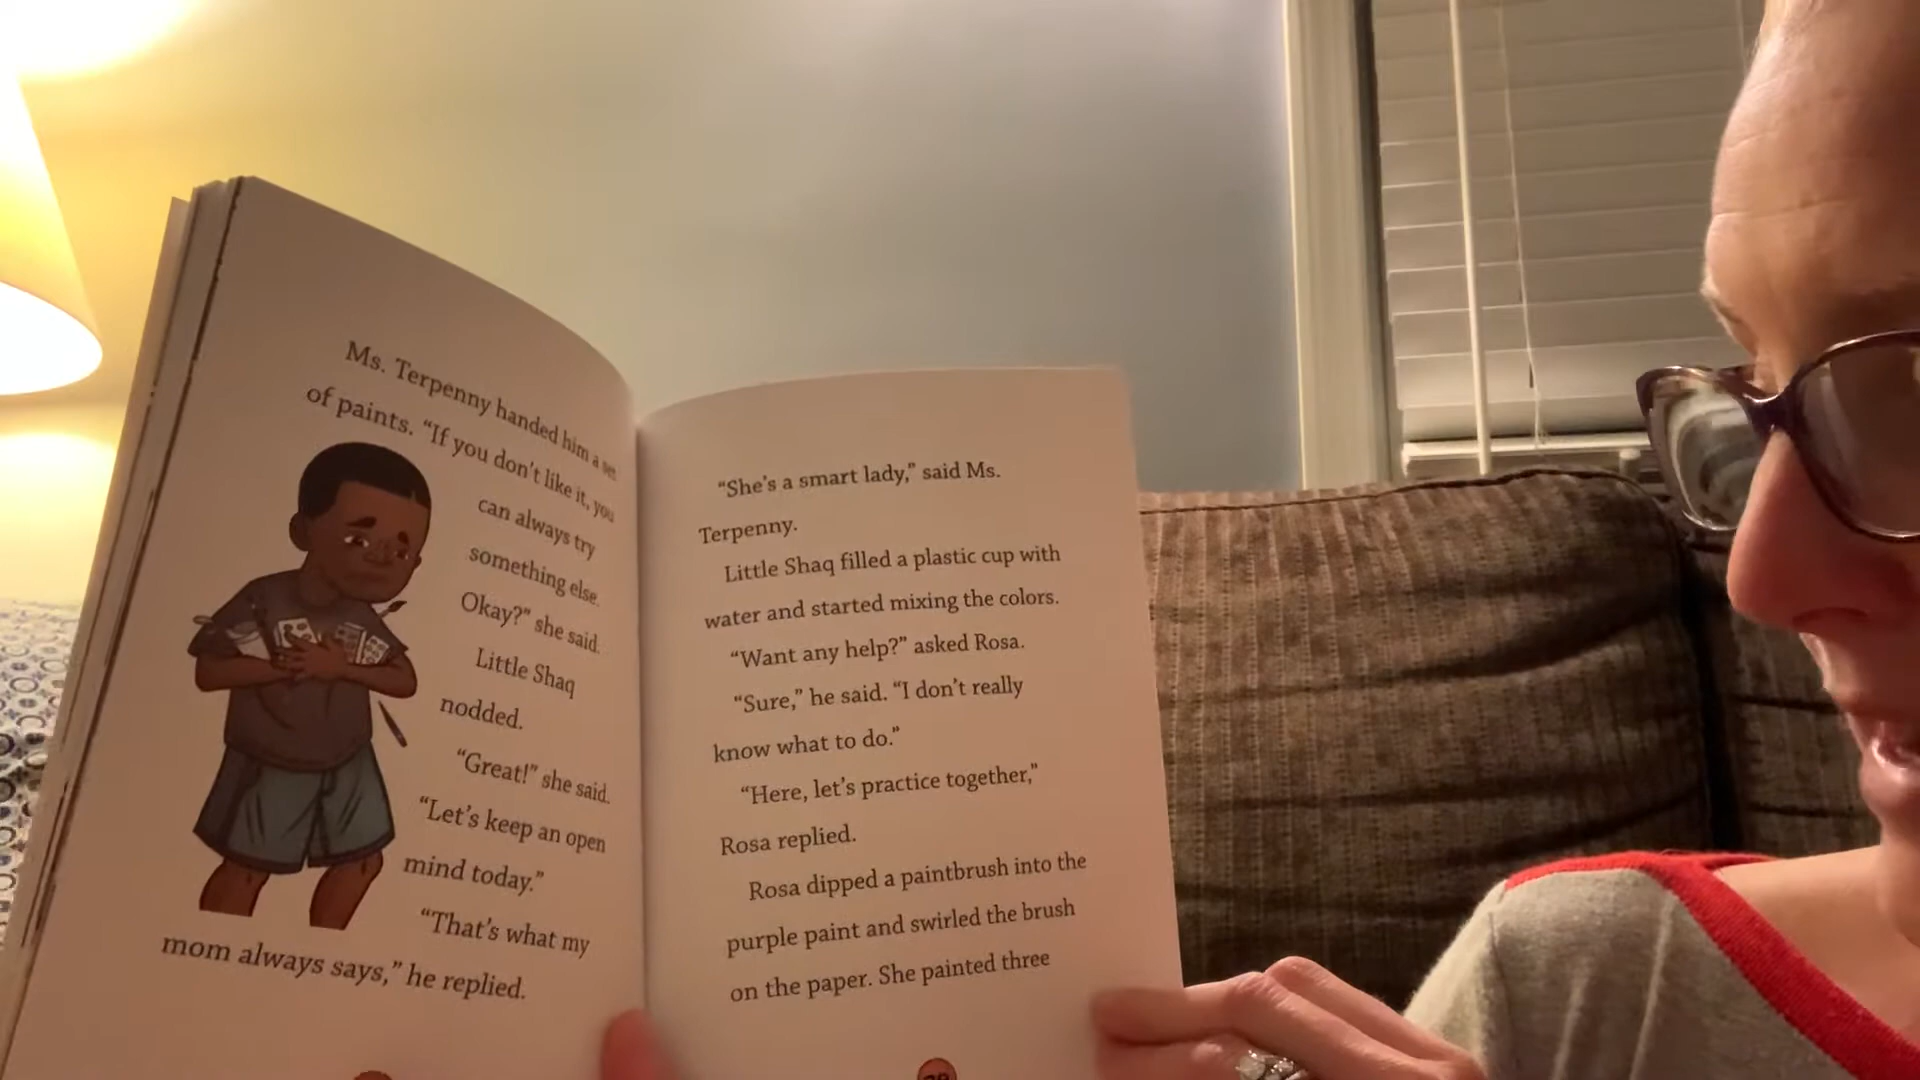 Ms. Terpenny handed him a set
of paints. “If you don’t like it, you
can always try
something else.
Okay?” she said.
Little Shaq
nodded.
“Great!” she said.
“Let’s keep an open
mind today.”
“That’s what my
mom always says,” he replied.
“She’s a smart lady,” said Ms.
Terpenny.
Little Shaq filled a plastic cup with
water and started mixing the colors.
“Want any help?” asked Rosa.
“Sure,” he said. “I don’t really
know what to do.”
“Here, let’s practice together,”
Rosa replied.
Rosa dipped a paintbrush into the
purple paint and swirled the brush
on the paper. She painted three